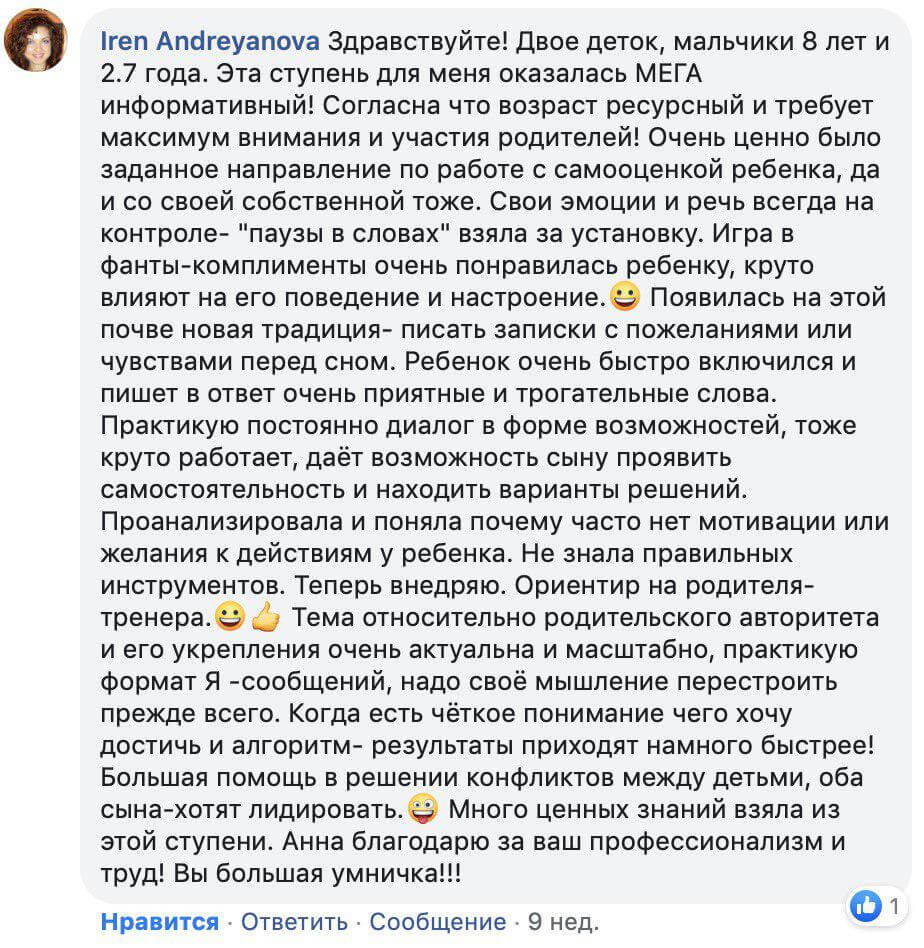 Iren Andreyanova Здравствуйте! Двое деток, мальчики 8 лет и
2.7 года. Эта ступень для меня оказалась МЕГА
информативный! Согласна что возраст ресурсный и требует
максимум внимания и участия родителей! Очень ценно было
заданное направление по работе с самооценкой ребенка, да
и со своей собственной тоже. Свои эмоции и речь всегда на
контроле- "паузы в словах" взяла за установку. Игра в
фанты-комплименты очень понравилась ребенку, круто
влияют на его поведение и настроение.😀 Появилась на этой
почве новая традиция- писать записки с пожеланиями или
чувствами перед сном. Ребенок очень быстро включился и
пишет в ответ очень приятные и трогательные слова.
Практикую постоянно диалог в форме возможностей, тоже
круто работает, даёт возможность сыну проявить
самостоятельность и находить варианты решений.
Проанализировала и поняла почему часто нет мотивации или
желания к действиям у ребенка. Не знала правильных
инструментов. Теперь внедряю. Ориентир на родителя-
тренера.😀👍 Тема относительно родительского авторитета
и его укрепления очень актуальна и масштабно, практикую
формат Я -сообщений, надо своё мышление перестроить
прежде всего. Когда есть чёткое понимание чего хочу
достичь и алгоритм- результаты приходят намного быстрее!
Большая помощь в решении конфликтов между детьми, оба
сына-хотят лидировать.🤪 Много ценных знаний взяла из
этой ступени. Анна благодарю за ваш профессионализм и
труд! Вы большая умничка!!!
1
Нравится · Ответить · Сообщение · 9 нед.